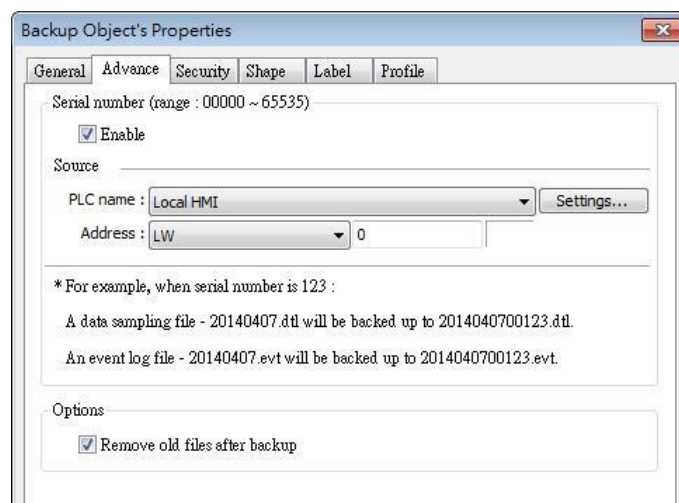 Backup Object's Properties
General Advance Security Shape Label Profile
Serial number (range : 00000 ~ 65535)
Enable
Source
PLC name : Local HMI Settings...
Address : LW 0
* For example, when serial number is 123 :
A data sampling file - 20140407.dtl will be backed up to 2014040700123.dtl.
An event log file - 20140407.evt will be backed up to 2014040700123.evt.
Options
Remove old files after backup